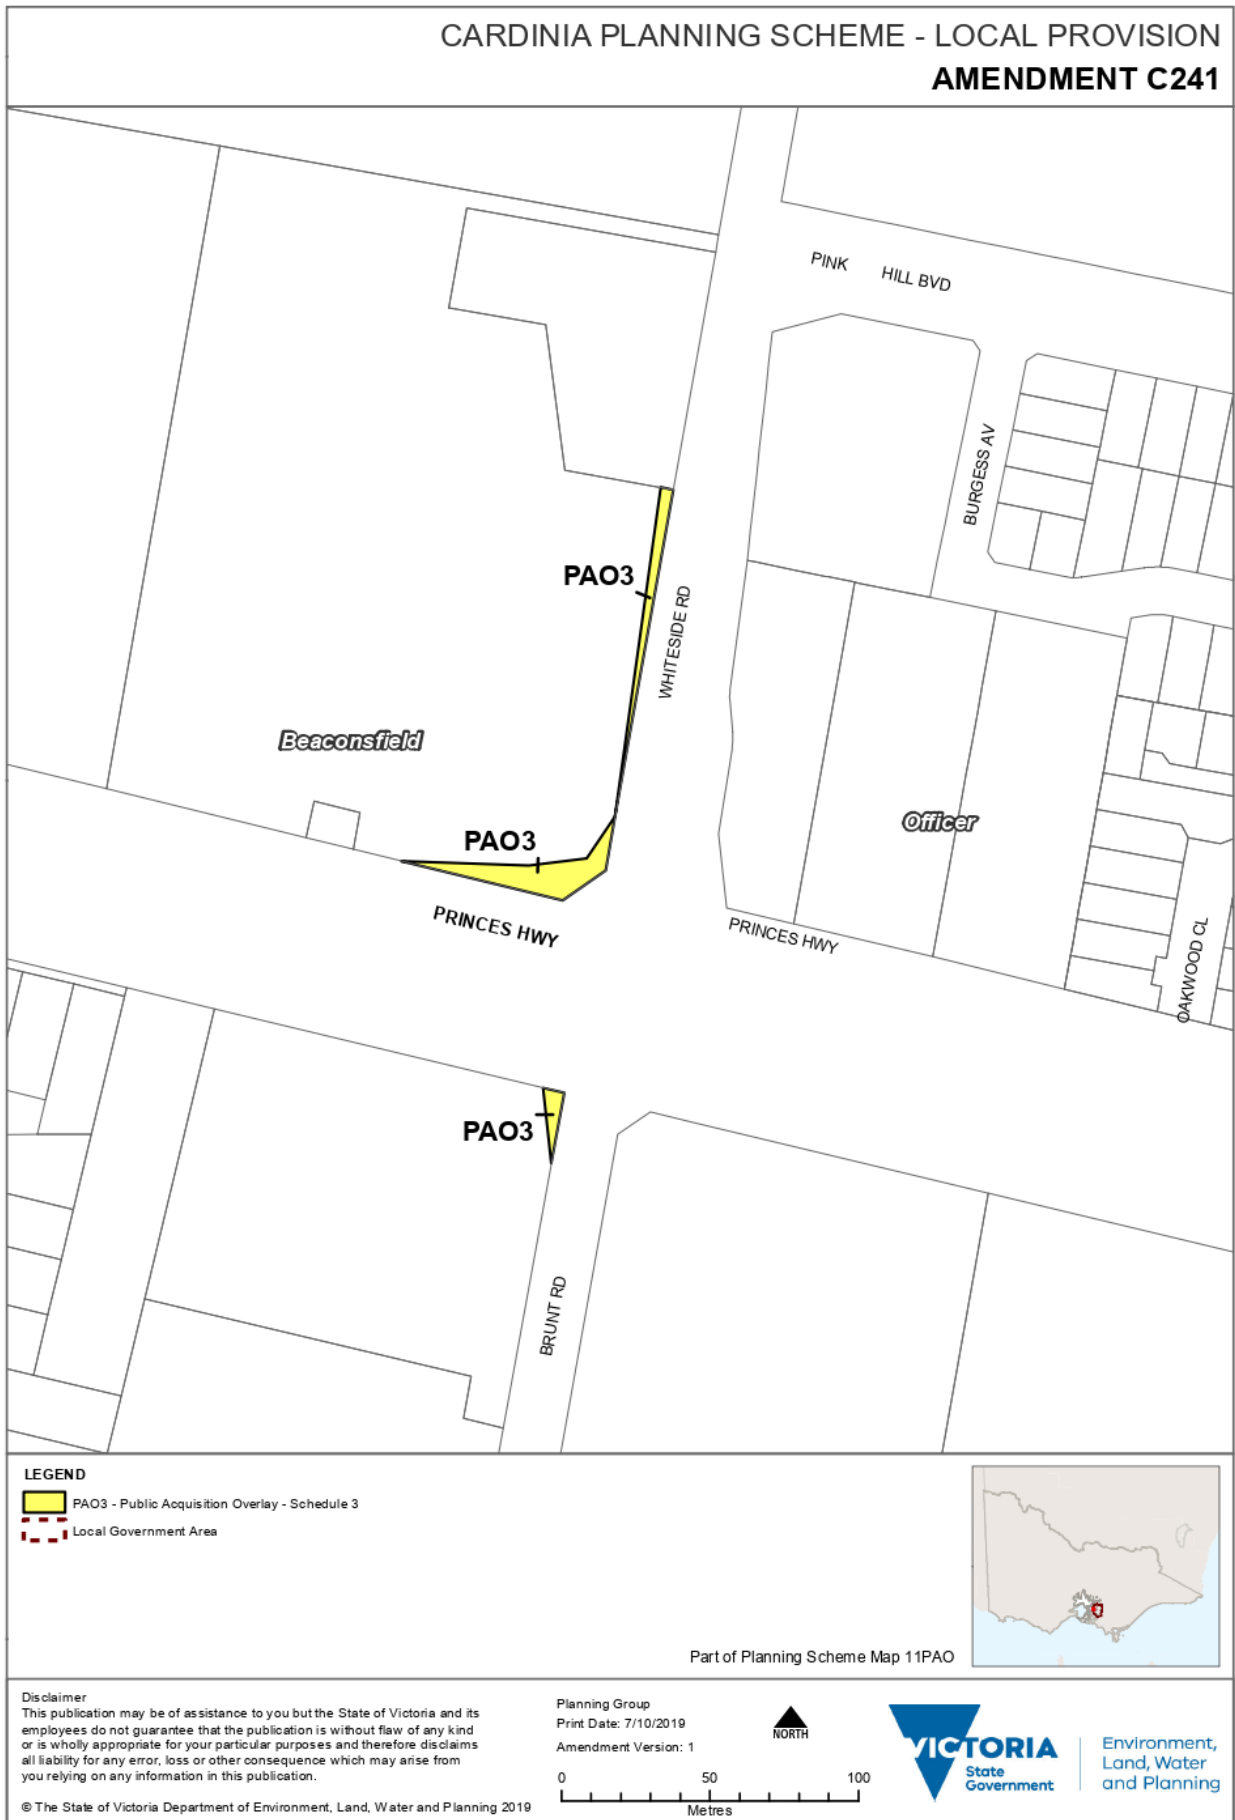 CARDINIA PLANNING SCHEME - LOCAL PROVISION
AMENDMENT C241
PINK HILL BVD
BURGESS AV
PAO3
WHITESIDE RD
Beaconsfield
Officer
PAO3
PRINCES HWY
PRINCES HWY
OAKWOOD CL
PAO3
BRUNT RD
LEGEND
PAO3 - Public Acquisition Overlay - Schedule 3
Local Government Area
Part of Planning Scheme Map 11PAO
Disclaimer
This publication may be of assistance to you but the State of Victoria and its
employees do not guarantee that the publication is without flaw of any kind
or is wholly appropriate for your particular purposes and therefore disclaims
all liability for any error, loss or other consequence which may arise from
you relying on any information in this publication.
© The State of Victoria Department of Environment, Land, Water and Planning 2019
Planning Group
Print Date: 7/10/2019
Amendment Version: 1
NORTH
0 50 100
Metres
VICTORIA
State
Government
Environment,
Land, Water
and Planning